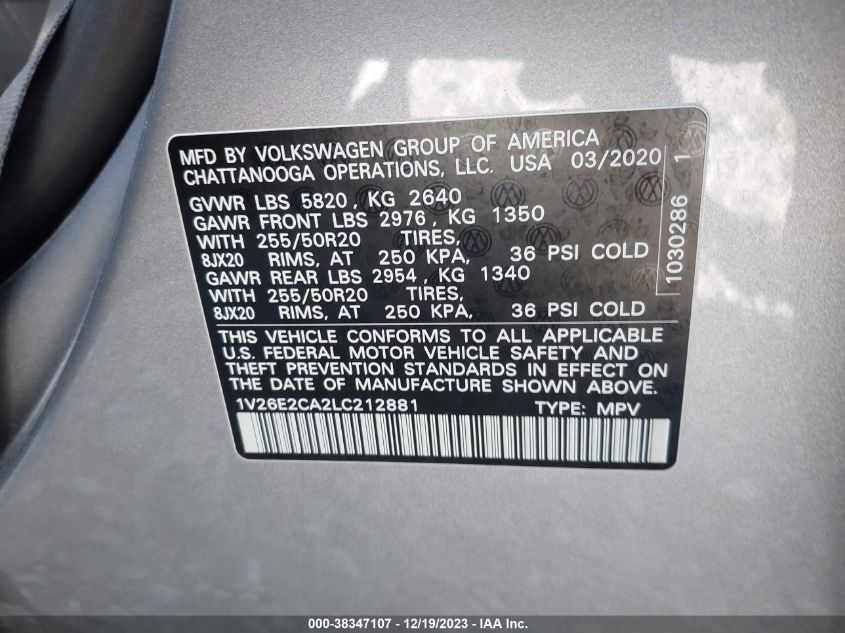 MFD BY VOLKSWAGEN GROUP OF AMERICA
CHATTANOOGA OPERATIONS, LLC. USA 03/2020
GVWR LBS 5820, KG 2640
GAWR FRONT LBS 2976, KG 1350
WITH 255/50R20 TIRES,
8JX20 RIMS, AT 250 KPA, 36 PSI COLD
GAWR REAR LBS 2954, KG 1340
WITH 255/50R20 TIRES,
8JX20 RIMS, AT 250 KPA, 36 PSI COLD
THIS VEHICLE CONFORMS TO ALL APPLICABLE
U.S. FEDERAL MOTOR VEHICLE SAFETY AND
THEFT PREVENTION STANDARDS IN EFFECT ON
THE DATE OF MANUFACTURE SHOWN ABOVE.
1V26E2CA2LC212881 TYPE: MPV
1030286 1
000-38347107 - 12/19/2023 - IAA Inc.